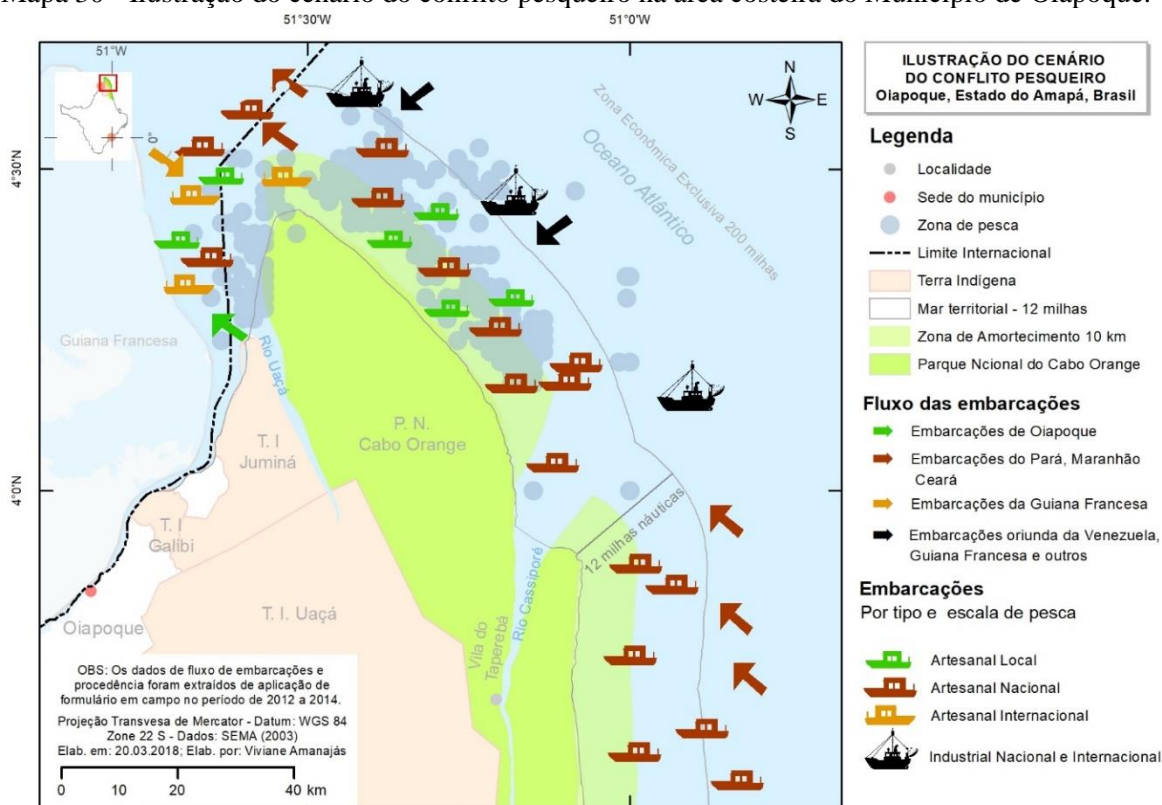 Mapa 30 - Ilustração do cenário do conflito pesqueiro na área costeira do Município de Oiapoque.
51°30'W
51°0'W
51°W
0°
4°30'N
4°0'N
N
W
E
S
Zona Econômica Exclusiva 200 milhas
Oceano Atlântico
Guiana Francesa
Rio Uaçá
P. N.
Cabo Orange
T. I
Juminá
T. I
Galibi
T. I. Uaçá
Oiapoque
12 milhas náuticas
Rio Cassiporé
Vila do
Taperebá
OBS: Os dados de fluxo de embarcações e
procedência foram extraídos de aplicação de
formulário em campo no período de 2012 a 2014.
Projeção Transvesa de Mercator - Datum: WGS 84
Zone 22 S - Dados: SEMA (2003)
Elab. em: 20.03.2018; Elab. por: Viviane Amanajás
0 10 20 40 km
ILUSTRAÇÃO DO CENÁRIO
DO CONFLITO PESQUEIRO
Oiapoque, Estado do Amapá, Brasil
Legenda
Localidade
Sede do município
Zona de pesca
Limite Internacional
Terra Indígena
Mar territorial - 12 milhas
Zona de Amortecimento 10 km
Parque Ncional do Cabo Orange
Fluxo das embarcações
Embarcações de Oiapoque
Embarcações do Pará, Maranhão
Ceará
Embarcações da Guiana Francesa
Embarcações oriunda da Venezuela,
Guiana Francesa e outros
Embarcações
Por tipo e escala de pesca
Artesanal Local
Artesanal Nacional
Artesanal Internacional
Industrial Nacional e Internacional